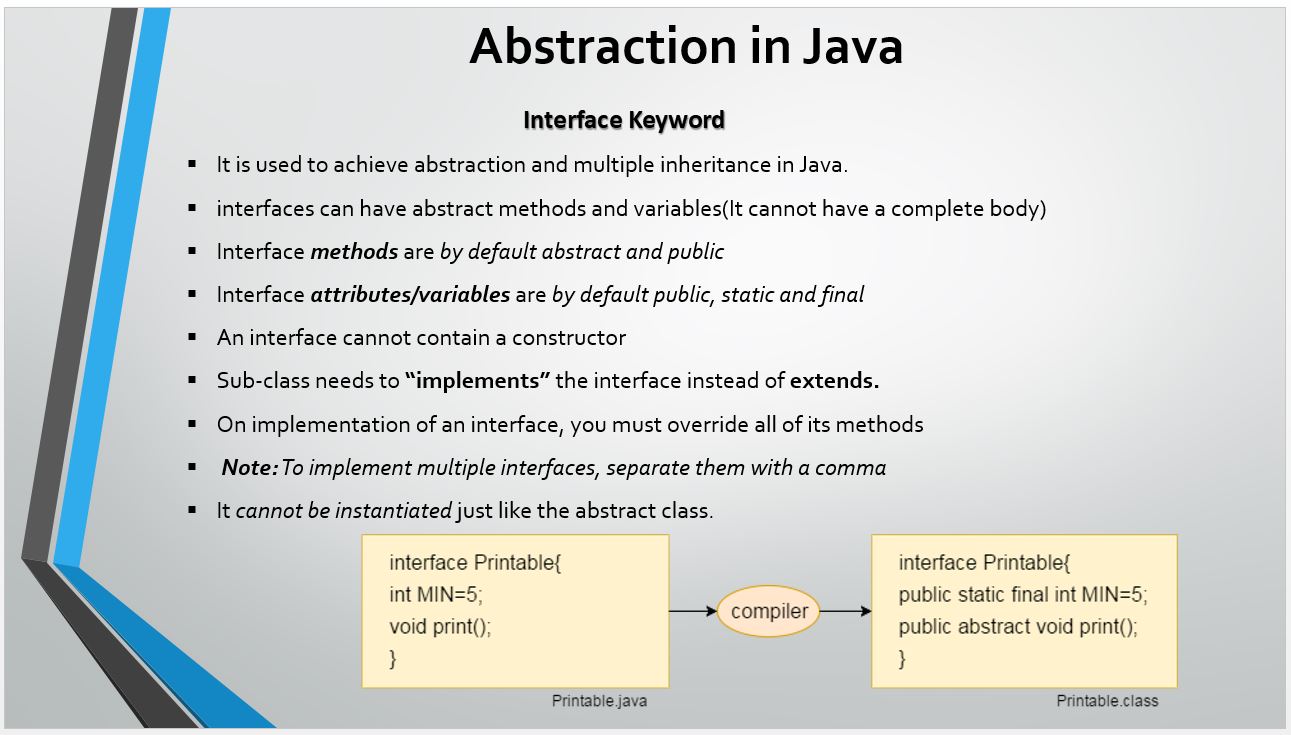 Abstraction in Java
Interface Keyword
▪ It is used to achieve abstraction and multiple inheritance in Java.
▪ interfaces can have abstract methods and variables(It cannot have a complete body)
▪ Interface methods are by default abstract and public
▪ Interface attributes/variables are by default public, static and final
▪ An interface cannot contain a constructor
▪ Sub-class needs to “implements” the interface instead of extends.
▪ On implementation of an interface, you must override all of its methods
▪ Note: To implement multiple interfaces, separate them with a comma
▪ It cannot be instantiated just like the abstract class.
interface Printable{
int MIN=5;
void print();
}
Printable.java
compiler
interface Printable{
public static final int MIN=5;
public abstract void print();
}
Printable.class